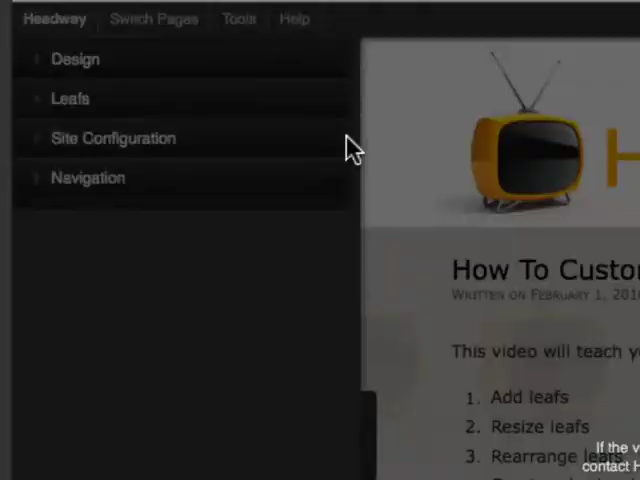 Headway Switch Pages Tools Help
Design
Leafs
Site Configuration
Navigation
H
How To Custo
WRITTEN ON FEBRUARY 1, 201
This video will teach y
1. Add leafs
2. Resize leafs
3. Rearrange leafs
If the v
contact H